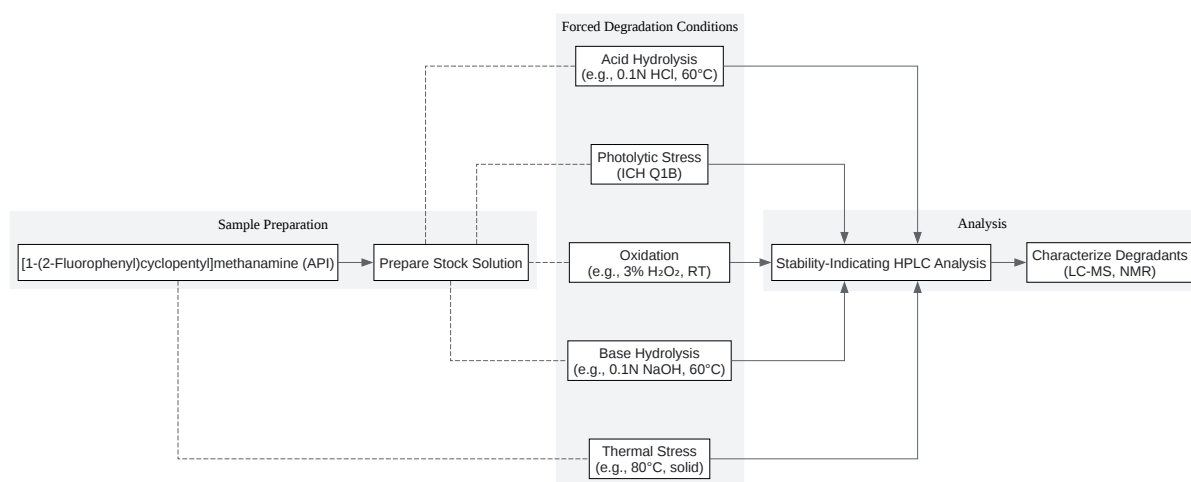 Forced Degradation Conditions
Acid Hydrolysis
(e.g., 0.1N HCl, 60°C)
Photolytic Stress
(ICH Q1B)
Sample Preparation
[1-(2-Fluorophenyl)cyclopentyl]methanamine (API)
Prepare Stock Solution
Oxidation
(e.g., 3% H₂O₂, RT)
Analysis
Stability-Indicating HPLC Analysis
Characterize Degradants
(LC-MS, NMR)
Base Hydrolysis
(e.g., 0.1N NaOH, 60°C)
Thermal Stress
(e.g., 80°C, solid)